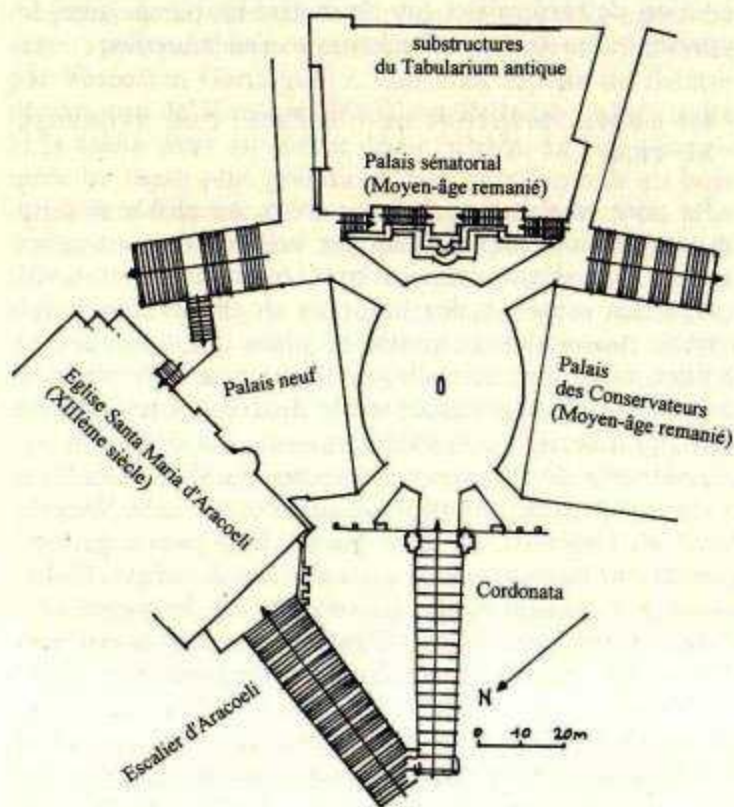 substructures
du Tabularium antique
Palais sénatorial
(Moyen-âge remanié)
Palais neuf
Palais
des Conservateurs
(Moyen-âge remanié)
Eglise Santa Maria d'Aracoeli
(XIIIème siècle)
Cordonata
Escalier d'Aracoeli
N
0 10 20m